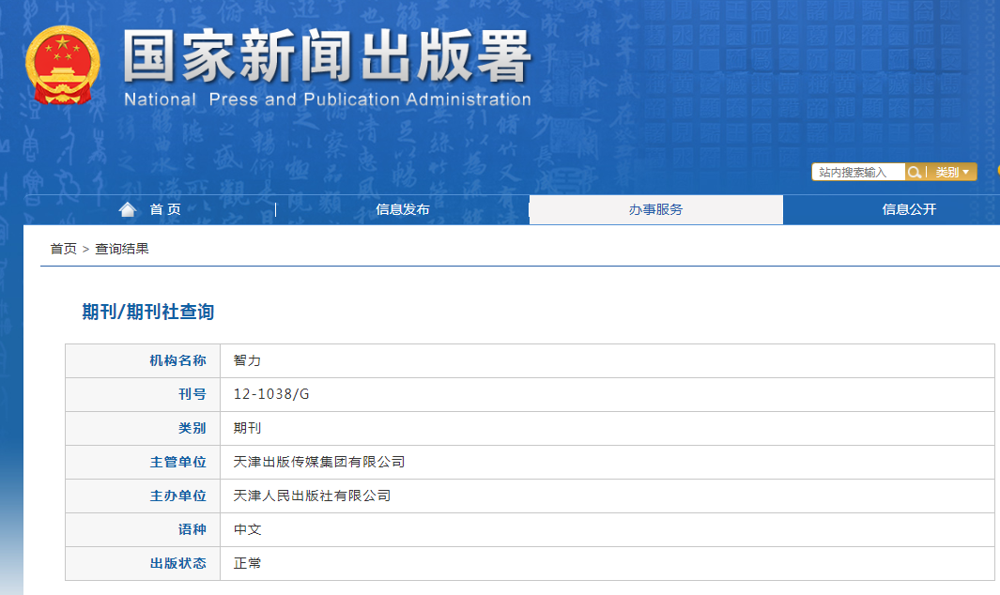 国家新闻出版署
National Press and Publication Administration
站内搜索输入 类别
首页 信息发布 办事服务 信息公开
首页 > 查询结果
期刊/期刊社查询
机构名称 智力
刊号 12-1038/G
类别 期刊
主管单位 天津出版传媒集团有限公司
主办单位 天津人民出版社有限公司
语种 中文
出版状态 正常